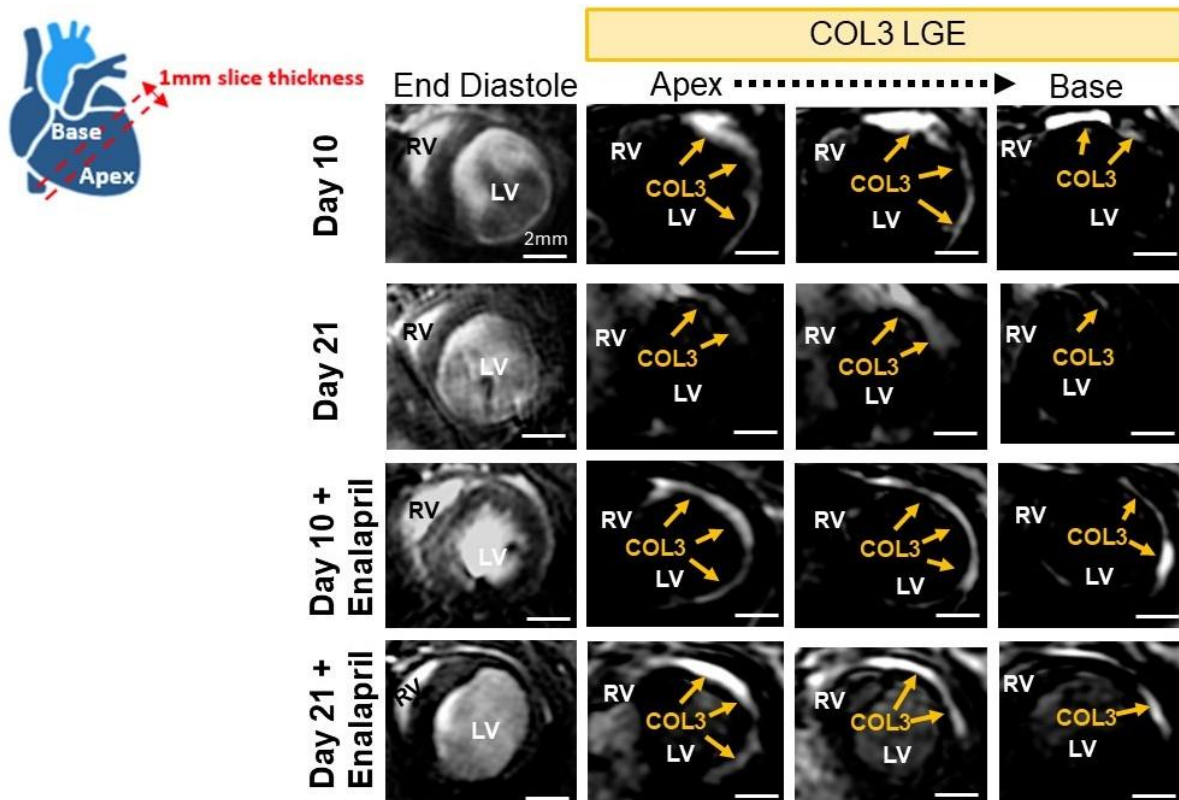 COL3 LGE
1mm slice thickness
Base
Apex
End Diastole
Apex
Base
Day 10
RV
LV
2mm
RV
COL3
LV
RV
COL3
LV
RV
COL3
LV
Day 21
RV
LV
RV
COL3
LV
RV
COL3
LV
RV
COL3
LV
Day 10 +
Enalapril
RV
LV
RV
COL3
LV
RV
COL3
LV
RV
COL3
LV
Day 21 +
Enalapril
RV
LV
RV
COL3
LV
RV
COL3
LV
RV
COL3
LV